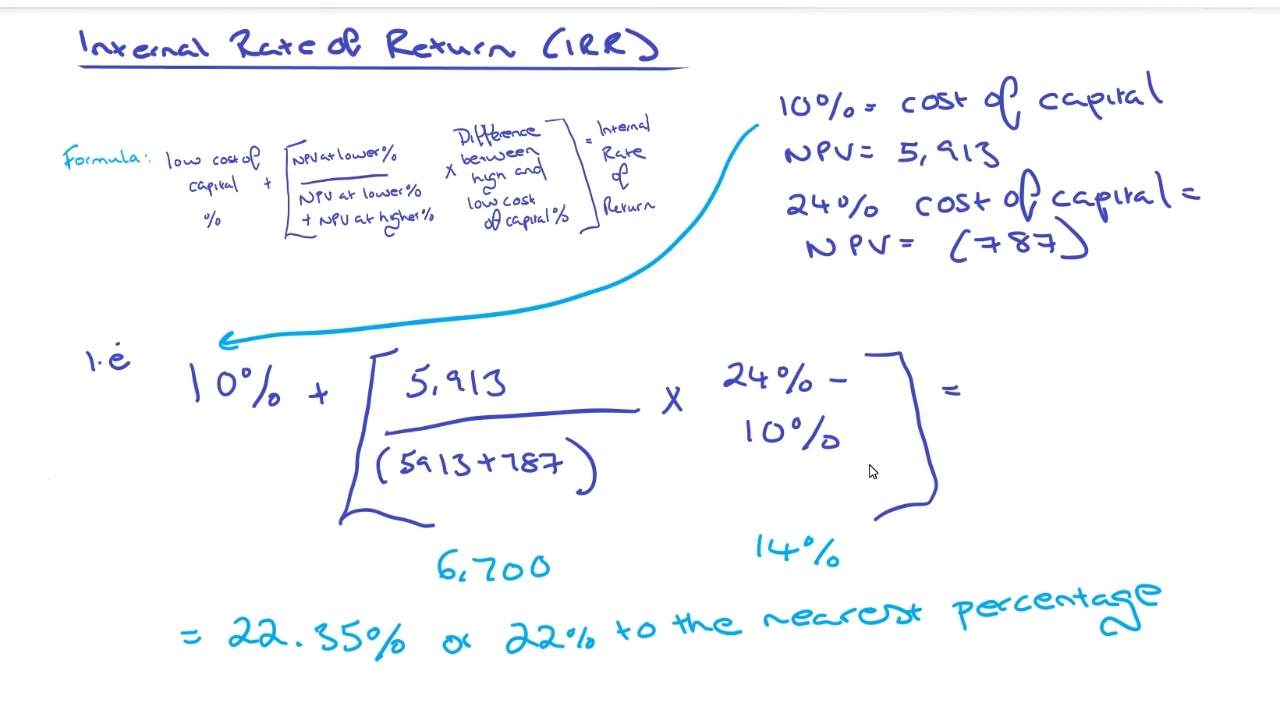 Internal Rate of Return (IRR)
Formula: low cost of capital % + [NPV at lower % / NPV at lower % + NPV at higher % x Difference between high and low cost of capital %] = Internal Rate of Return
10% = cost of capital
NPV = 5,913
24% cost of capital =
NPV = (787)
I.e 10% + [5,913 / (5913+787) x 24% - 10%] =
6,700
14%
= 22.35% or 22% to the nearest percentage